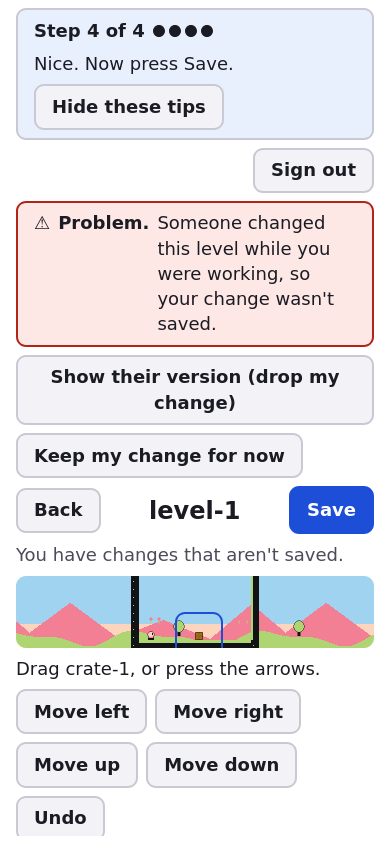 Step 4 of 4
Nice. Now press Save.
Hide these tips
Sign out
⚠ Problem. Someone changed
this level while you
were working, so
your change wasn't
saved.
Show their version (drop my
change)
Keep my change for now
Back
level-1
Save
You have changes that aren't saved.
Drag crate-1, or press the arrows.
Move left
Move right
Move up
Move down
Undo